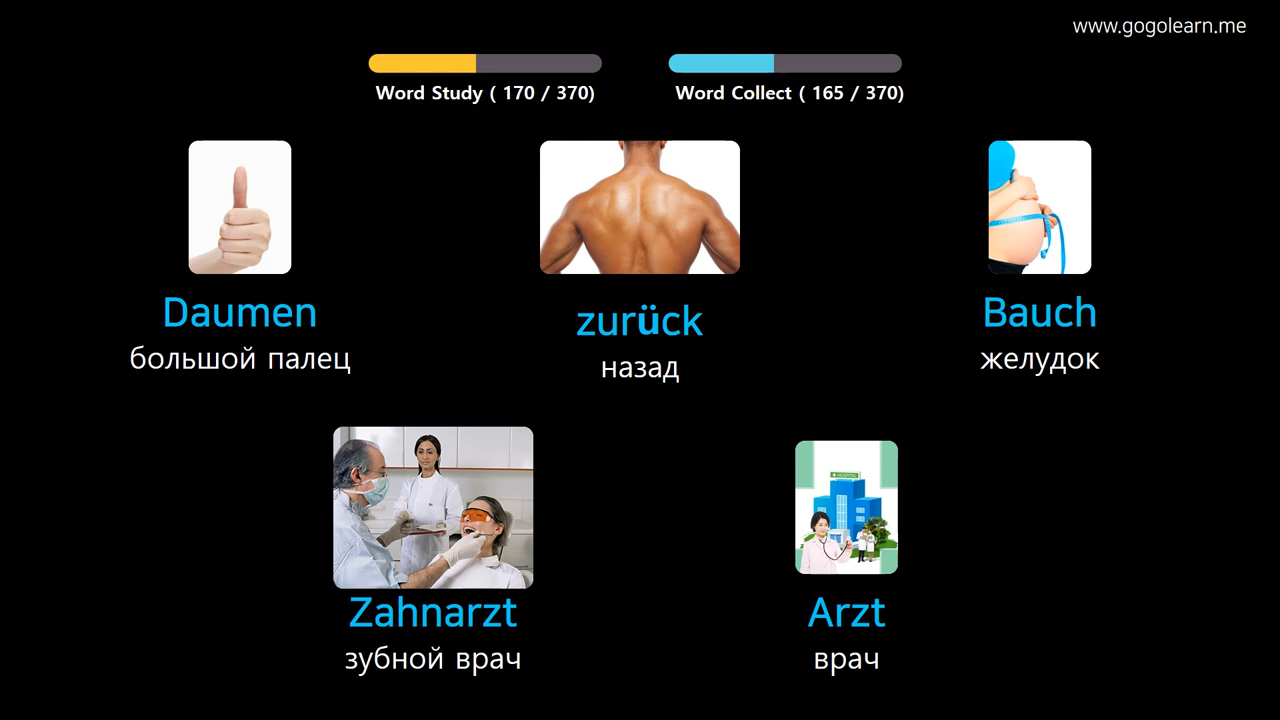 www.gogolearn.me
Word Study ( 170 / 370)
Word Collect ( 165 / 370)
Daumen
большой палец
zurück
назад
Bauch
желудок
HOSPITAL
Zahnarzt
зубной врач
Arzt
врач